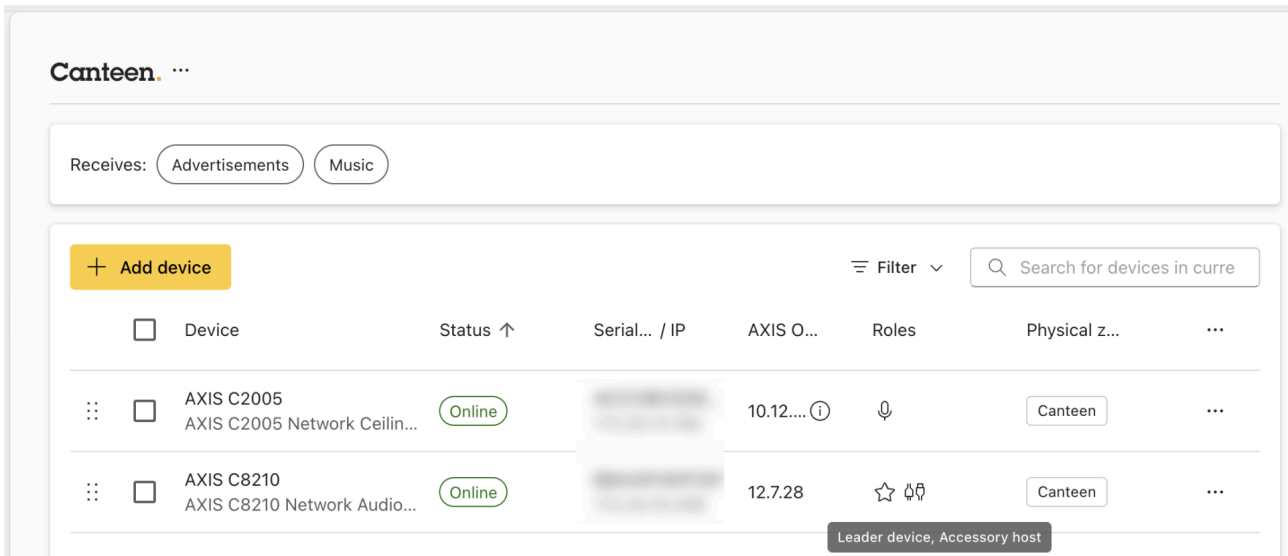 Canteen. ···
Receives: Advertisements Music
+ Add device Filter Search for devices in curre
Device Status ↑ Serial... / IP AXIS O... Roles Physical z... ···
AXIS C2005
AXIS C2005 Network Ceilin...
Online 10.12.... Canteen ···
AXIS C8210
AXIS C8210 Network Audio...
Online 12.7.28 Canteen ···
Leader device, Accessory host